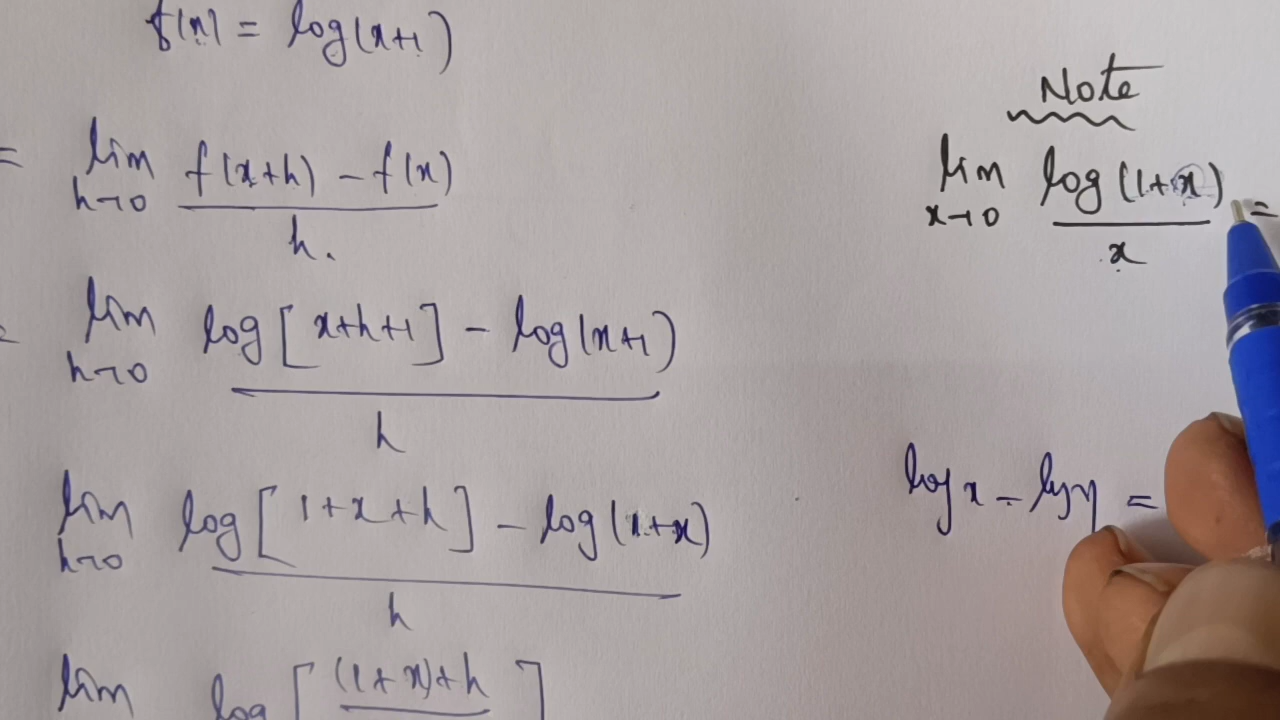 f(x) = log(x+1)
= lim h→0 f(x+h) - f(x) / h.
= lim h→0 log[x+h+1] - log(x+1) / h
lim h→0 log[1+x+h] - log(1+x) / h
lim log[(1+x)+h]
Note
lim x→0 log(1+x) / x =
log x - log y =